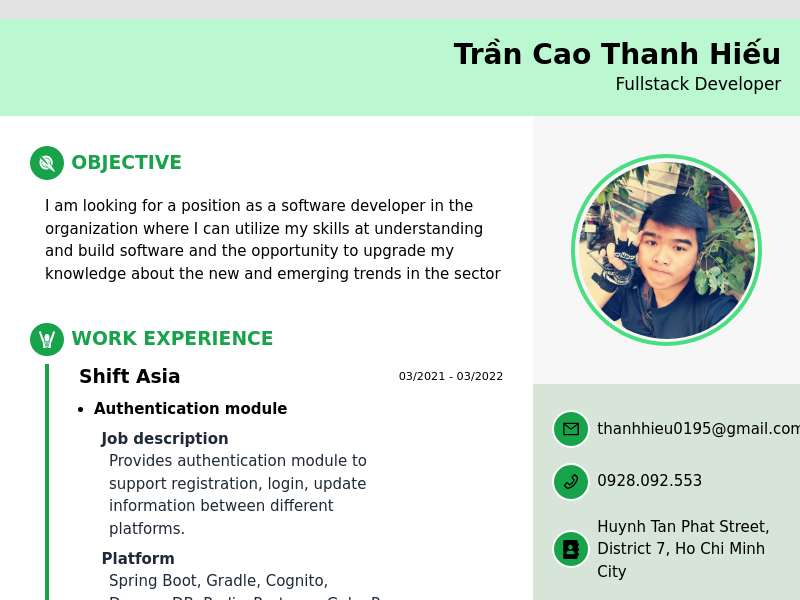 Trần Cao Thanh Hiếu
Fullstack Developer
OBJECTIVE
I am looking for a position as a software developer in the
organization where I can utilize my skills at understanding
and build software and the opportunity to upgrade my
knowledge about the new and emerging trends in the sector
WORK EXPERIENCE
Shift Asia
03/2021 - 03/2022
• Authentication module
Job description
Provides authentication module to
support registration, login, update
information between different
platforms.
Platform
Spring Boot, Gradle, Cognito,
thanhhieu0195@gmail.com
0928.092.553
Huynh Tan Phat Street,
District 7, Ho Chi Minh
City